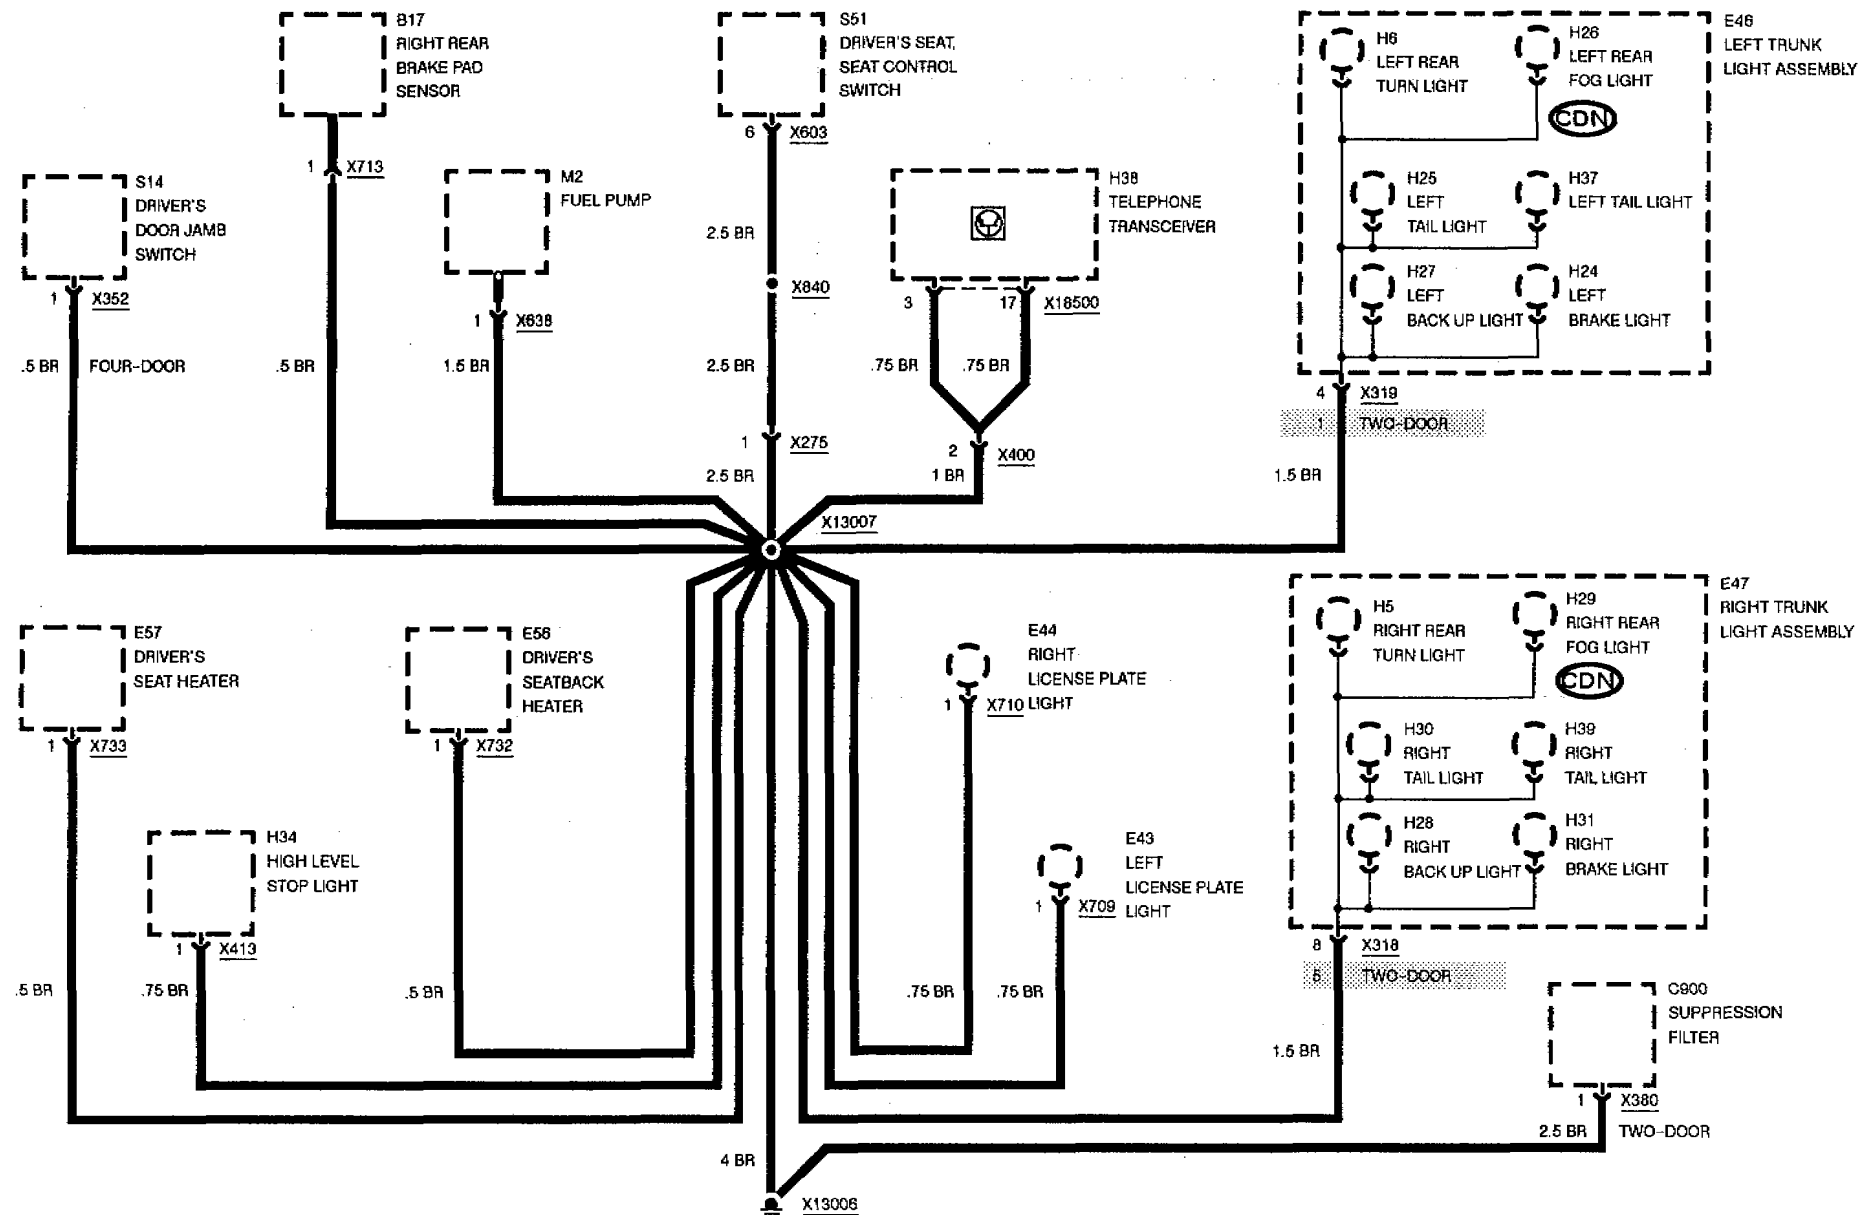 B17
RIGHT REAR
BRAKE PAD
SENSOR
1
X713
.5 BR
S51
DRIVER'S SEAT,
SEAT CONTROL
SWITCH
6
X603
2.5 BR
X840
2.5 BR
1
X275
2.5 BR
S14
DRIVER'S
DOOR JAMB
SWITCH
1
X352
.5 BR
FOUR-DOOR
M2
FUEL PUMP
1
X638
1.5 BR
H38
TELEPHONE
TRANSCEIVER
3
17
X18500
.75 BR
.75 BR
2
X400
1 BR
X13007
E46
LEFT TRUNK
LIGHT ASSEMBLY
H6
LEFT REAR
TURN LIGHT
H26
LEFT REAR
FOG LIGHT
CDN
H25
LEFT
TAIL LIGHT
H37
LEFT TAIL LIGHT
H27
LEFT
BACK UP LIGHT
H24
LEFT
BRAKE LIGHT
4
X319
1
TWO-DOOR
1.5 BR
E57
DRIVER'S
SEAT HEATER
1
X733
.5 BR
E56
DRIVER'S
SEATBACK
HEATER
1
X732
.5 BR
H34
HIGH LEVEL
STOP LIGHT
1
X413
.75 BR
E44
RIGHT
LICENSE PLATE
LIGHT
1
X710
.75 BR
E43
LEFT
LICENSE PLATE
LIGHT
1
X709
.75 BR
E47
RIGHT TRUNK
LIGHT ASSEMBLY
H5
RIGHT REAR
TURN LIGHT
H29
RIGHT REAR
FOG LIGHT
CDN
H30
RIGHT
TAIL LIGHT
H39
RIGHT
TAIL LIGHT
H28
RIGHT
BACK UP LIGHT
H31
RIGHT
BRAKE LIGHT
8
X318
5
TWO-DOOR
1.5 BR
C900
SUPPRESSION
FILTER
1
X380
2.5 BR
TWO-DOOR
4 BR
X13006